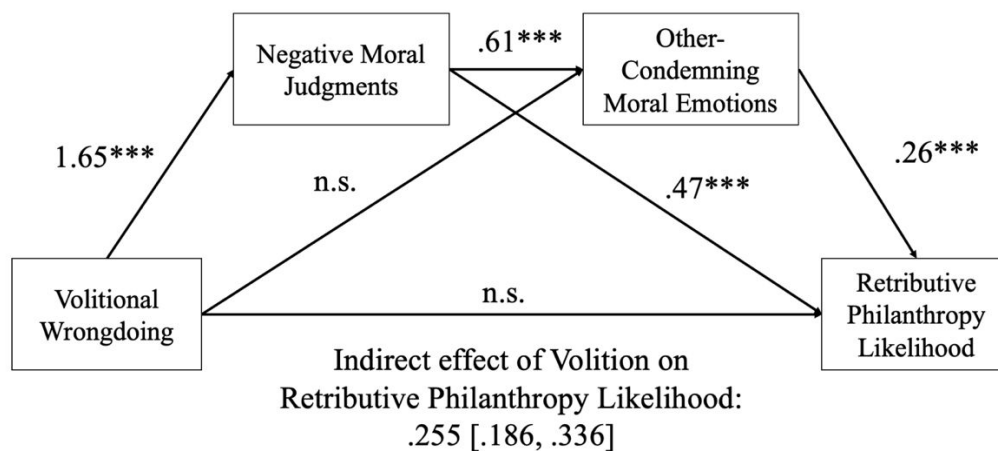 Negative Moral
Judgments
.61***
Other-
Condemning
Moral Emotions
1.65***
n.s.
.47***
.26***
Volitional
Wrongdoing
n.s.
Retributive
Philanthropy
Likelihood
Indirect effect of Volition on
Retributive Philanthropy Likelihood:
.255 [.186, .336]